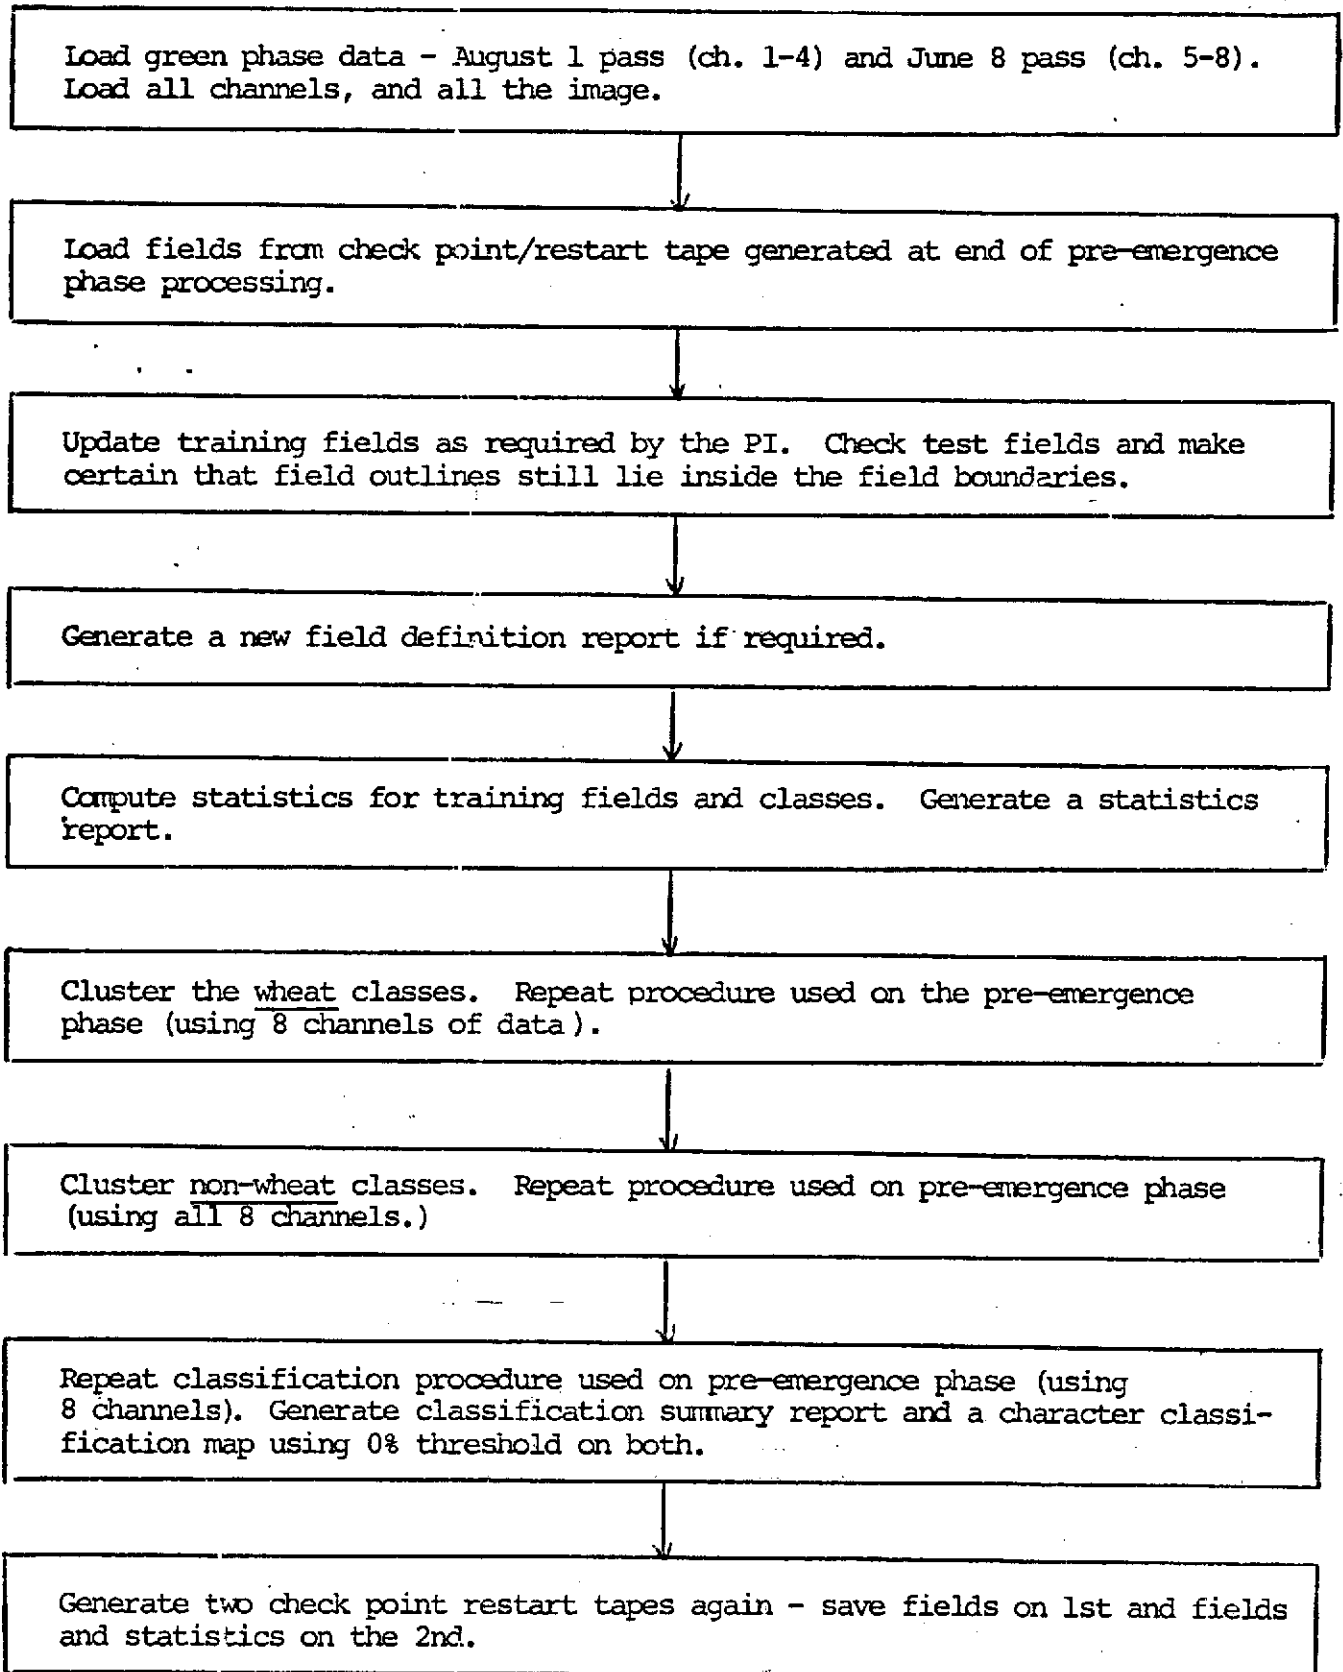 Load green phase data - August 1 pass (ch. 1-4) and June 8 pass (ch. 5-8).
Load all channels, and all the image.
Load fields from check point/restart tape generated at end of pre-emergence
phase processing.
Update training fields as required by the PI. Check test fields and make
certain that field outlines still lie inside the field boundaries.
Generate a new field definition report if required.
Compute statistics for training fields and classes. Generate a statistics
report.
Cluster the wheat classes. Repeat procedure used on the pre-emergence
phase (using 8 channels of data).
Cluster non-wheat classes. Repeat procedure used on pre-emergence phase
(using all 8 channels.)
Repeat classification procedure used on pre-emergence phase (using
8 channels). Generate classification summary report and a character classi-
fication map using 0% threshold on both.
Generate two check point restart tapes again - save fields on 1st and fields
and statistics on the 2nd.